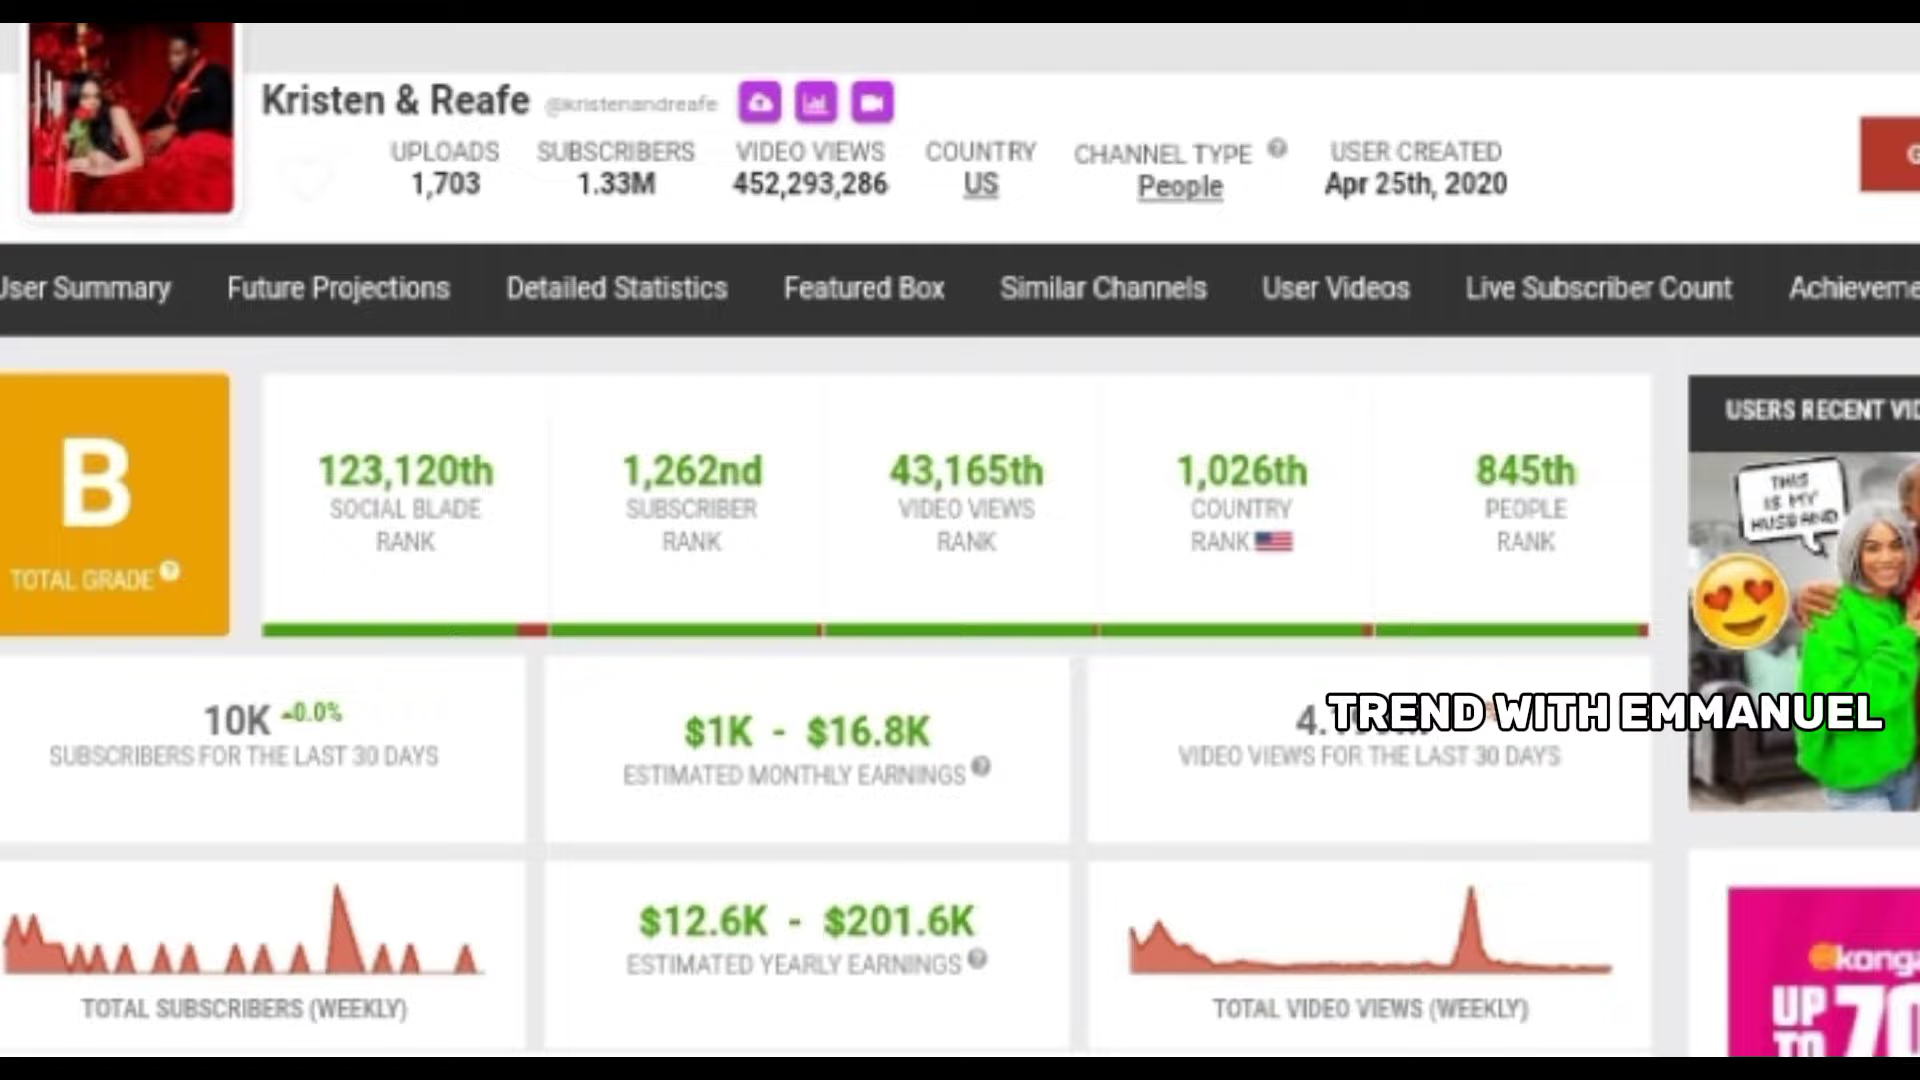 Kristen & Reafe @kristenandreafe
UPLOADS SUBSCRIBERS VIDEO VIEWS COUNTRY CHANNEL TYPE USER CREATED
1,703 1.33M 452,293,286 US People Apr 25th, 2020
User Summary Future Projections Detailed Statistics Featured Box Similar Channels User Videos Live Subscriber Count
B
TOTAL GRADE
123,120th
SOCIAL BLADE
RANK
1,262nd
SUBSCRIBER
RANK
43,165th
VIDEO VIEWS
RANK
1,026th
COUNTRY
RANK
845th
PEOPLE
RANK
USERS RECENT
THIS
IS MY
HUSBAND
10K 0.0%
SUBSCRIBERS FOR THE LAST 30 DAYS
$1K - $16.8K
ESTIMATED MONTHLY EARNINGS
TREND WITH EMMANUEL
VIDEO VIEWS FOR THE LAST 30 DAYS
TOTAL SUBSCRIBERS (WEEKLY)
$12.6K - $201.6K
ESTIMATED YEARLY EARNINGS
TOTAL VIDEO VIEWS (WEEKLY)
UP
TO